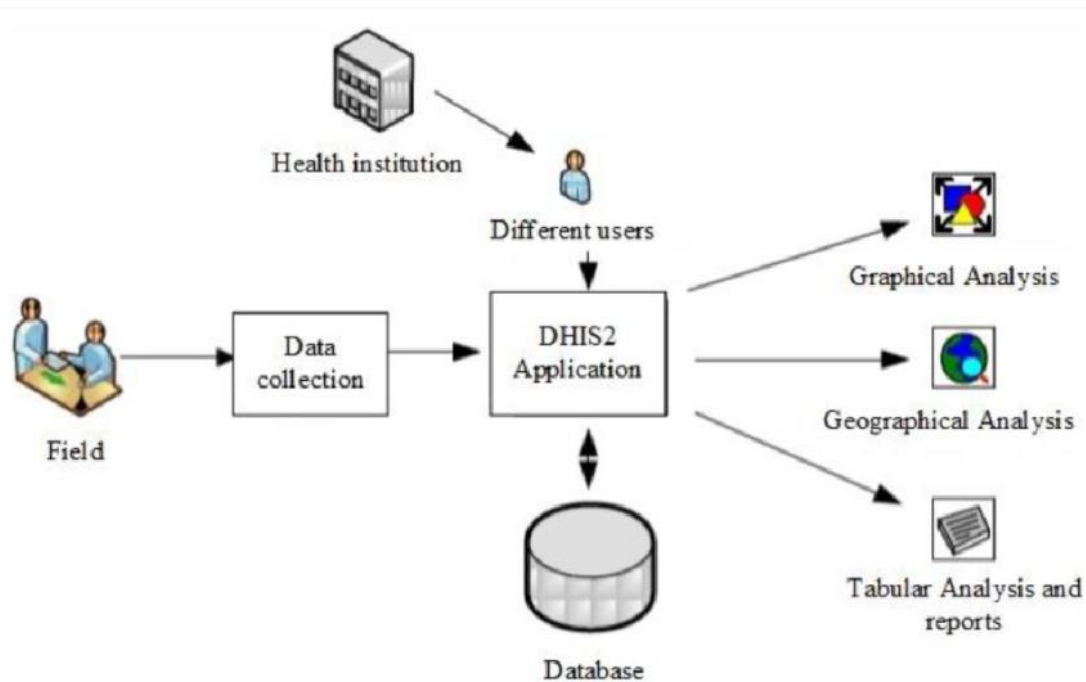 Health institution
Different users
Graphical Analysis
Data
collection
DHIS2
Application
Geographical Analysis
Field
Tabular Analysis and
reports
Database